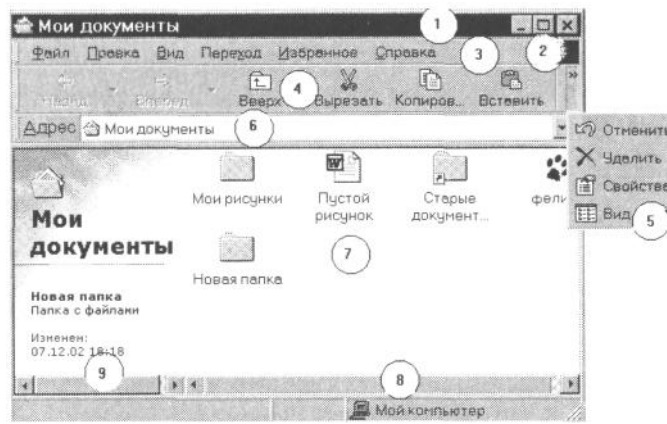 Мои документы
1
Файл Правка Вид Переход Избранное Справка
3
2
Назад Вперед Вверх Вырезать Копиров... Вставить
4
»
Адрес Мои документы
6
Отменить
Удалить
Свойства
Вид
5
Мои рисунки
Пустой
рисунок
Старые
документ...
Новая папка
7
Мои
документы
Новая папка
Папка с файлами
Изменен:
07.12.02 18:18
9
8
Мой компьютер